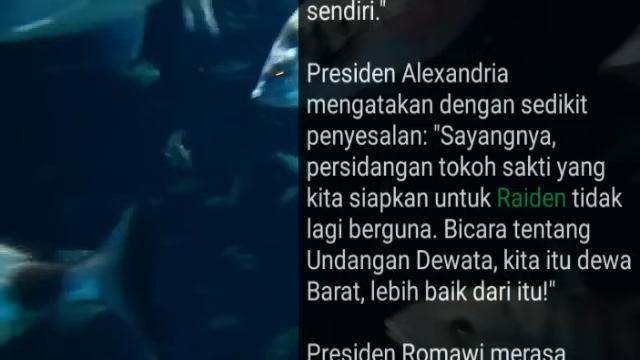 sendiri."
Presiden Alexandria
mengatakan dengan sedikit
penyesalan: "Sayangnya,
persidangan tokoh sakti yang
kita siapkan untuk Raiden tidak
lagi berguna. Bicara tentang
Undangan Dewata, kita itu dewa
Barat, lebih baik dari itu!"
Presiden Romawi merasa